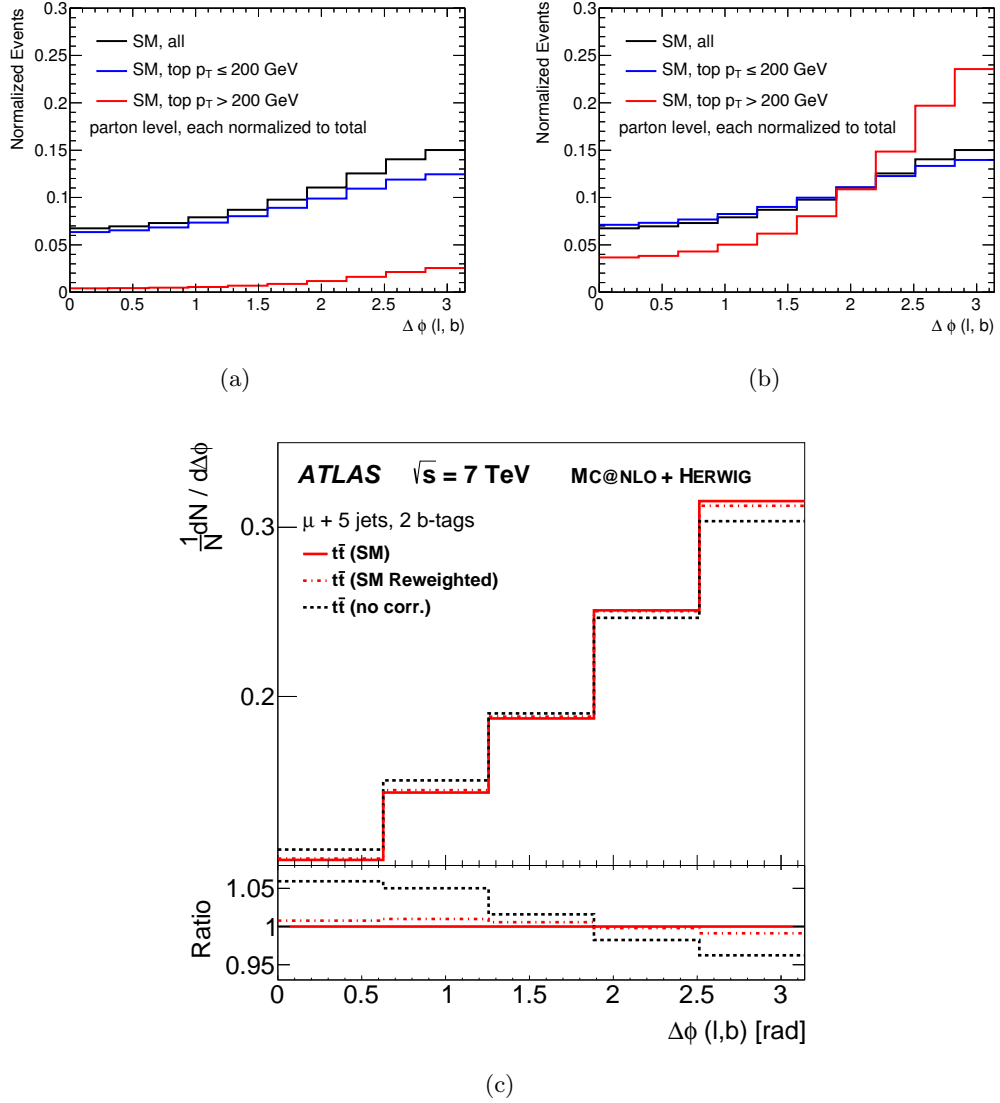 Normalized Events
0.3
0.25
0.2
0.15
0.1
0.05
0
SM, all
SM, top p_T ≤ 200 GeV
SM, top p_T > 200 GeV
parton level, each normalized to total
0 0.5 1 1.5 2 2.5 3
Δ ϕ (l, b)
(a)
Normalized Events
0.3
0.25
0.2
0.15
0.1
0.05
0
SM, all
SM, top p_T ≤ 200 GeV
SM, top p_T > 200 GeV
parton level, each normalized to total
0 0.5 1 1.5 2 2.5 3
Δ ϕ (l, b)
(b)
1/N dN / dΔϕ
0.3
0.2
ATLAS √s = 7 TeV MC@NLO + HERWIG
μ + 5 jets, 2 b-tags
tt̄ (SM)
tt̄ (SM Reweighted)
tt̄ (no corr.)
Ratio
1.05
1
0.95
0 0.5 1 1.5 2 2.5 3
Δϕ (l,b) [rad]
(c)